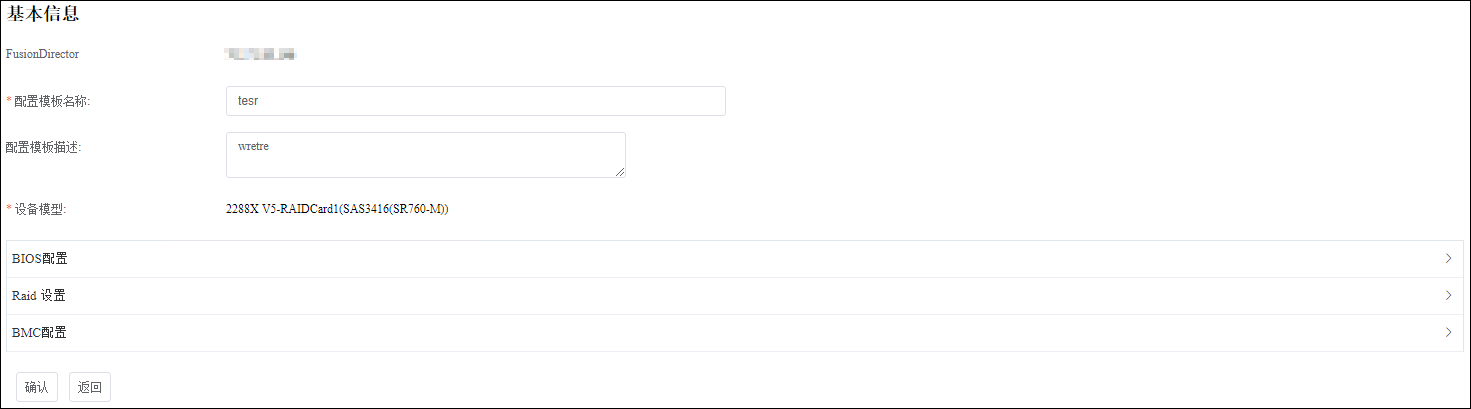 基本信息
FusionDirector
* 配置模板名称: tesr
配置模板描述: wretre
* 设备模型: 2288X V5-RAIDCard1(SAS3416(SR760-M))
BIOS配置
Raid 设置
BMC配置
确认 返回